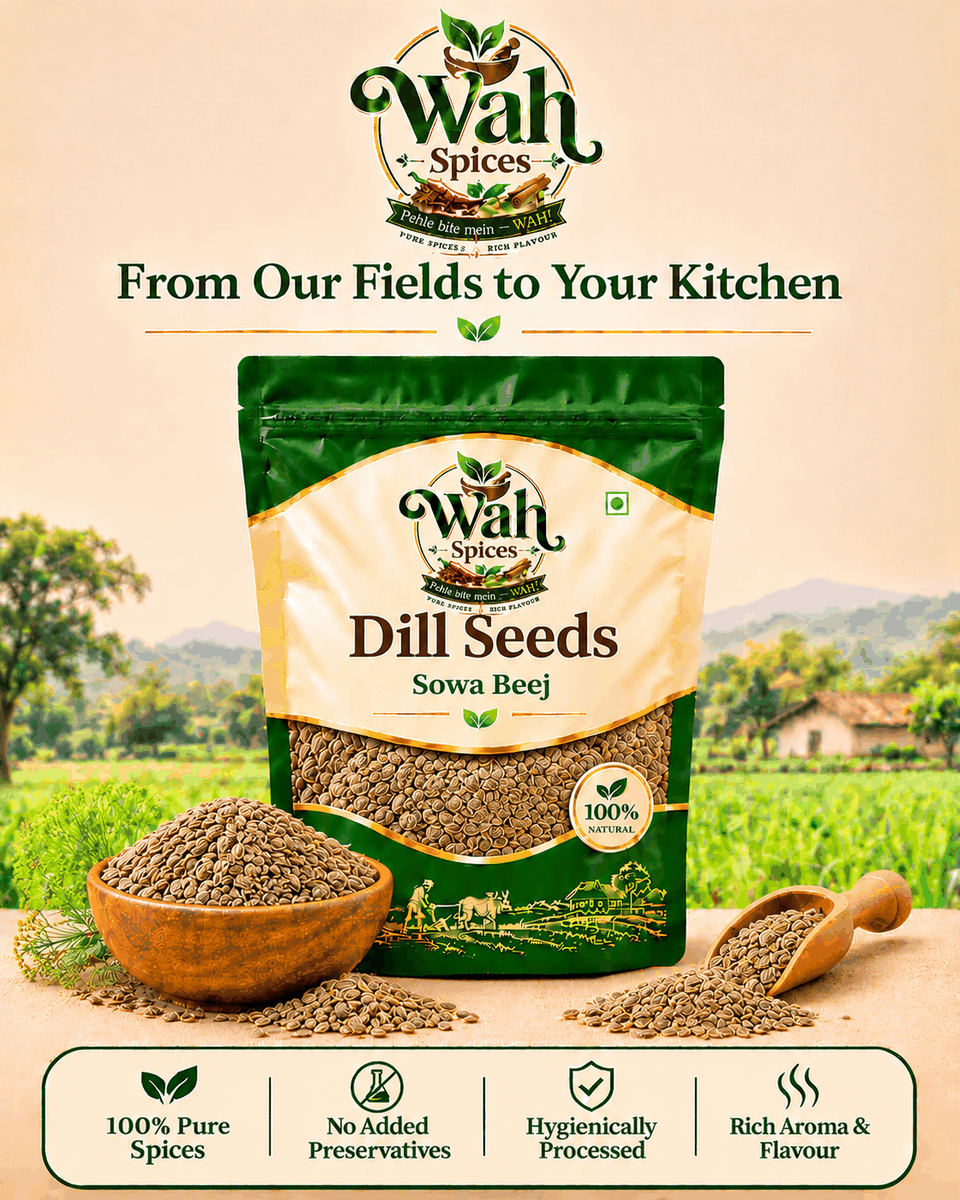 Wah
Spices
Pehle bite mein – WAH!
PURE SPICES RICH FLAVOUR
From Our Fields to Your Kitchen
Wah
Spices
Pehle bite mein – WAH!
PURE SPICES RICH FLAVOUR
Dill Seeds
Sowa Beej
100%
NATURAL
100% Pure
Spices
No Added
Preservatives
Hygienically
Processed
Rich Aroma &
Flavour